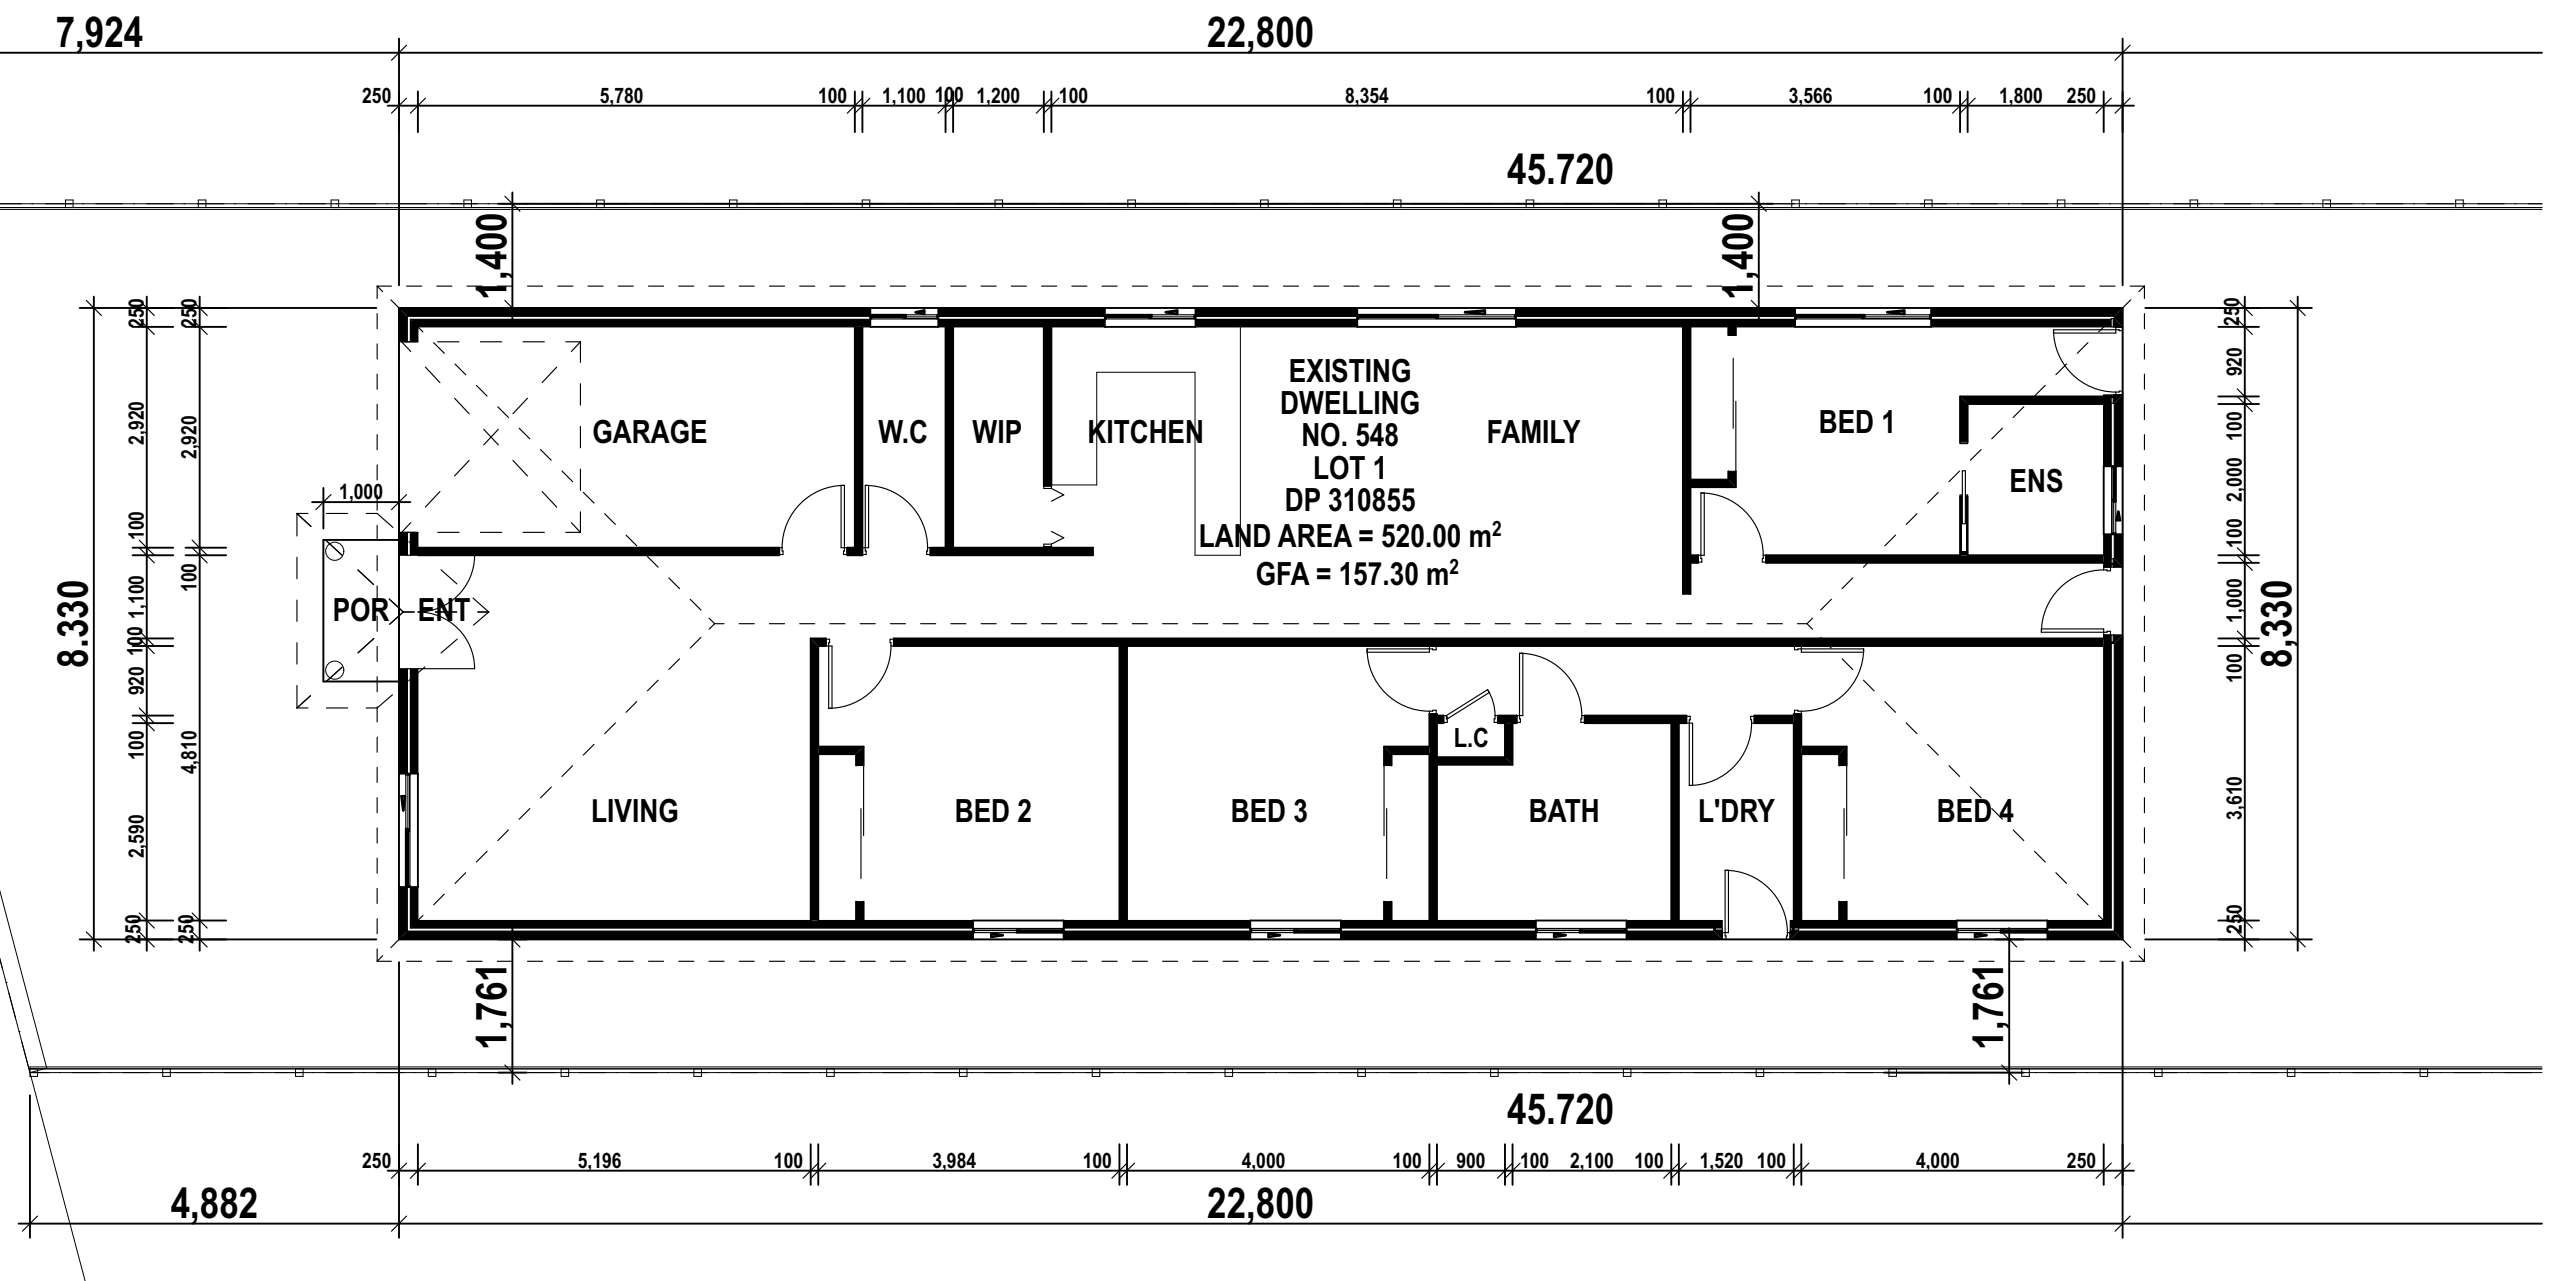 7,924
22,800
250
5,780
100
1,100
100
1,200
100
8,354
100
3,566
100
1,800
250
45.720
1,400
1,400
250
2,920
100
1,100
100
920
100
2,590
250
250
2,920
100
4,810
250
8.330
1,000
GARAGE
W.C
WIP
KITCHEN
EXISTING
DWELLING
NO. 548
LOT 1
DP 310855
LAND AREA = 520.00 m²
GFA = 157.30 m²
FAMILY
BED 1
ENS
POR
ENT
LIVING
BED 2
BED 3
L.C
BATH
L'DRY
BED 4
250
920
100
2,000
100
1,000
100
3,610
250
8,330
1,761
1,761
45.720
250
5,196
100
3,984
100
4,000
100
900
100
2,100
100
1,520
100
4,000
250
4,882
22,800